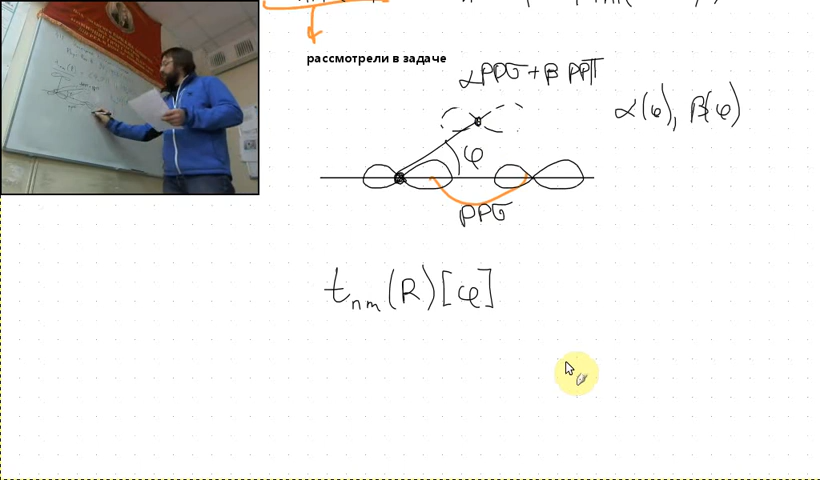 рассмотрели в задаче
αPPσ + β PPπ
α(φ), β(φ)
φ
PPσ
t_nm(R)[φ]